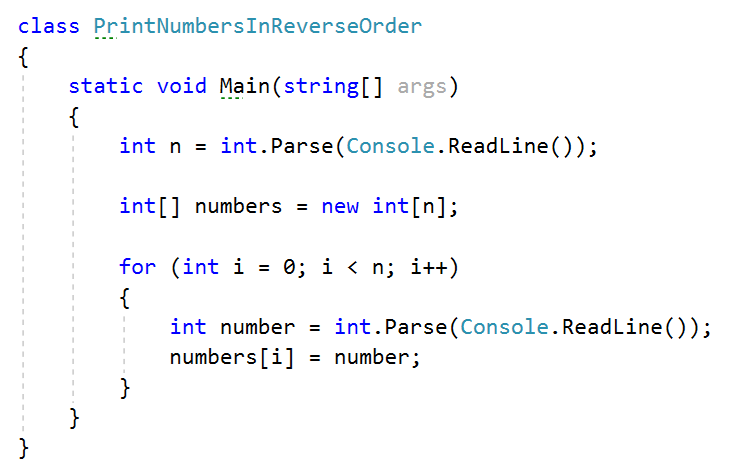 class PrintNumbersInReverseOrder
{
    static void Main(string[] args)
    {
        int n = int.Parse(Console.ReadLine());

        int[] numbers = new int[n];

        for (int i = 0; i < n; i++)
        {
            int number = int.Parse(Console.ReadLine());
            numbers[i] = number;
        }
    }
}